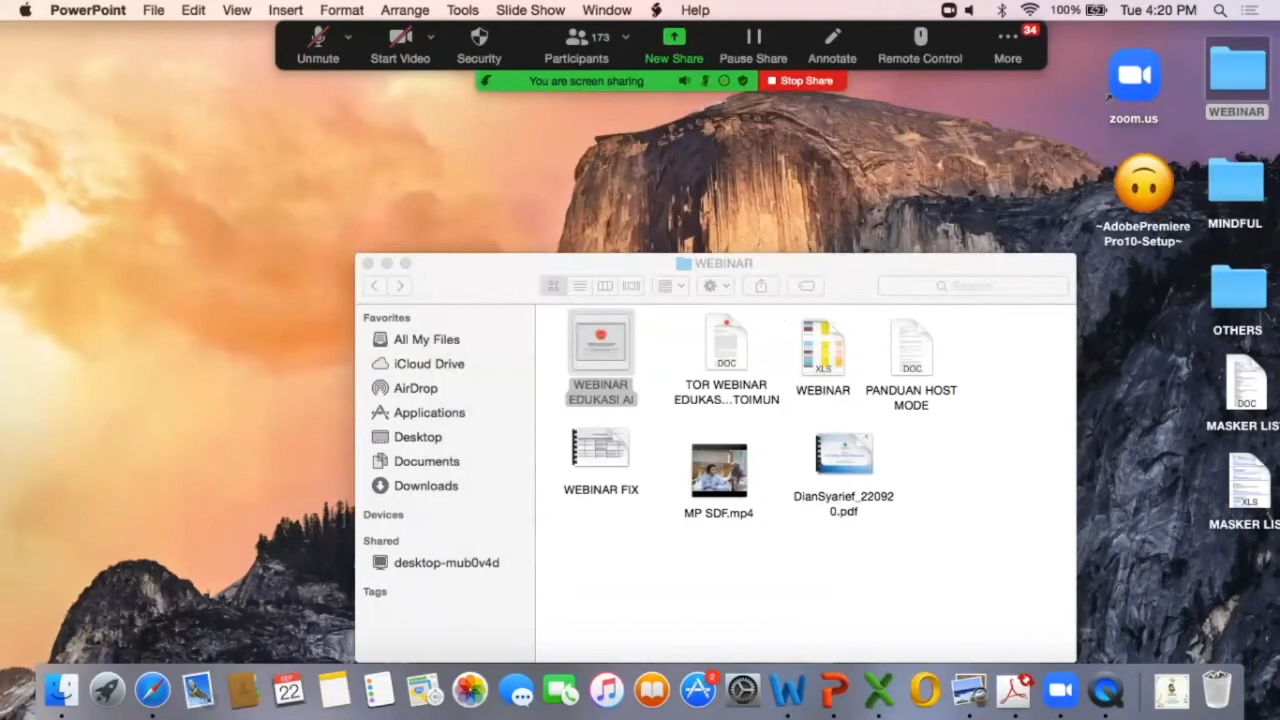 PowerPoint File Edit View Insert Format Arrange Tools Slide Show Window Help 100% Tue 4:20 PM
173
34
Unmute Start Video Security Participants New Share Pause Share Annotate Remote Control More
You are screen sharing Stop Share
zoom.us
WEBINAR
~AdobePremiere
Pro10-Setup~
MINDFUL
OTHERS
DOC
MASKER LIS
XLS
MASKER LIS
WEBINAR
Search
Favorites
All My Files
iCloud Drive
AirDrop
Applications
Desktop
Documents
Downloads
Devices
Shared
desktop-mub0v4d
Tags
WEBINAR
EDUKASI AI
DOC
TOR WEBINAR
EDUKAS...TOIMUN
XLS
WEBINAR
DOC
PANDUAN HOST
MODE
WEBINAR FIX
MP SDF.mp4
DianSyarief_22092
0.pdf
SEP
22
2